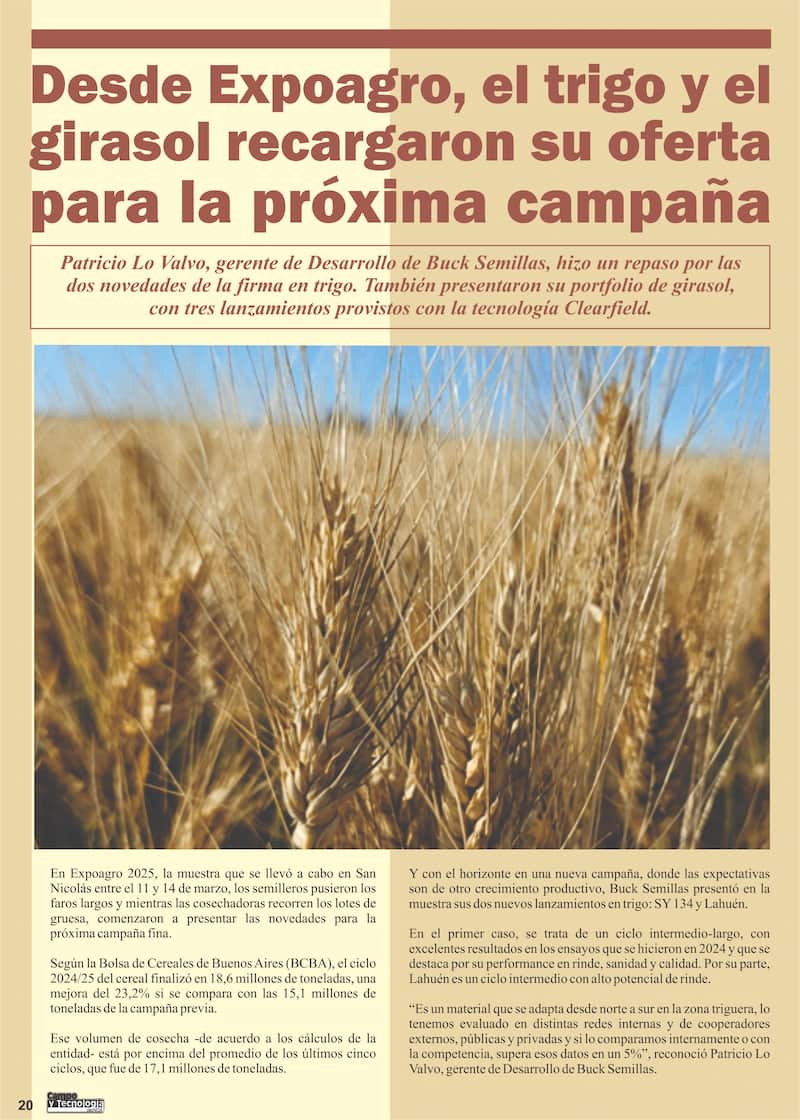 Desde Expoagro, el trigo y el
girasol recargaron su oferta
para la próxima campaña
Patricio Lo Valvo, gerente de Desarrollo de Buck Semillas, hizo un repaso por las
dos novedades de la firma en trigo. También presentaron su portfolio de girasol,
con tres lanzamientos provistos con la tecnología Clearfield.
En Expoagro 2025, la muestra que se llevó a cabo en San
Nicolás entre el 11 y 14 de marzo, los semilleros pusieron los
faros largos y mientras las cosechadoras recorren los lotes de
gruesa, comenzaron a presentar las novedades para la
próxima campaña fina.
Según la Bolsa de Cereales de Buenos Aires (BCBA), el ciclo
2024/25 del cereal finalizó en 18,6 millones de toneladas, una
mejora del 23,2% si se compara con las 15,1 millones de
toneladas de la campaña previa.
Ese volumen de cosecha -de acuerdo a los cálculos de la
entidad- está por encima del promedio de los últimos cinco
ciclos, que fue de 17,1 millones de toneladas.
Y con el horizonte en una nueva campaña, donde las expectativas
son de otro crecimiento productivo, Buck Semillas presentó en la
muestra sus dos nuevos lanzamientos en trigo: SY 134 y Lahuén.
En el primer caso, se trata de un ciclo intermedio-largo, con
excelentes resultados en los ensayos que se hicieron en 2024 y que se
destaca por su performance en rinde, sanidad y calidad. Por su parte,
Lahuén es un ciclo intermedio con alto potencial de rinde.
“Es un material que se adapta desde norte a sur en la zona triguera, lo
tenemos evaluado en distintas redes internas y de cooperadores
externos, públicas y privadas y si lo comparamos internamente o con
la competencia, supera esos datos en un 5%”, reconoció Patricio Lo
Valvo, gerente de Desarrollo de Buck Semillas.
20
Campo
y Tecnología